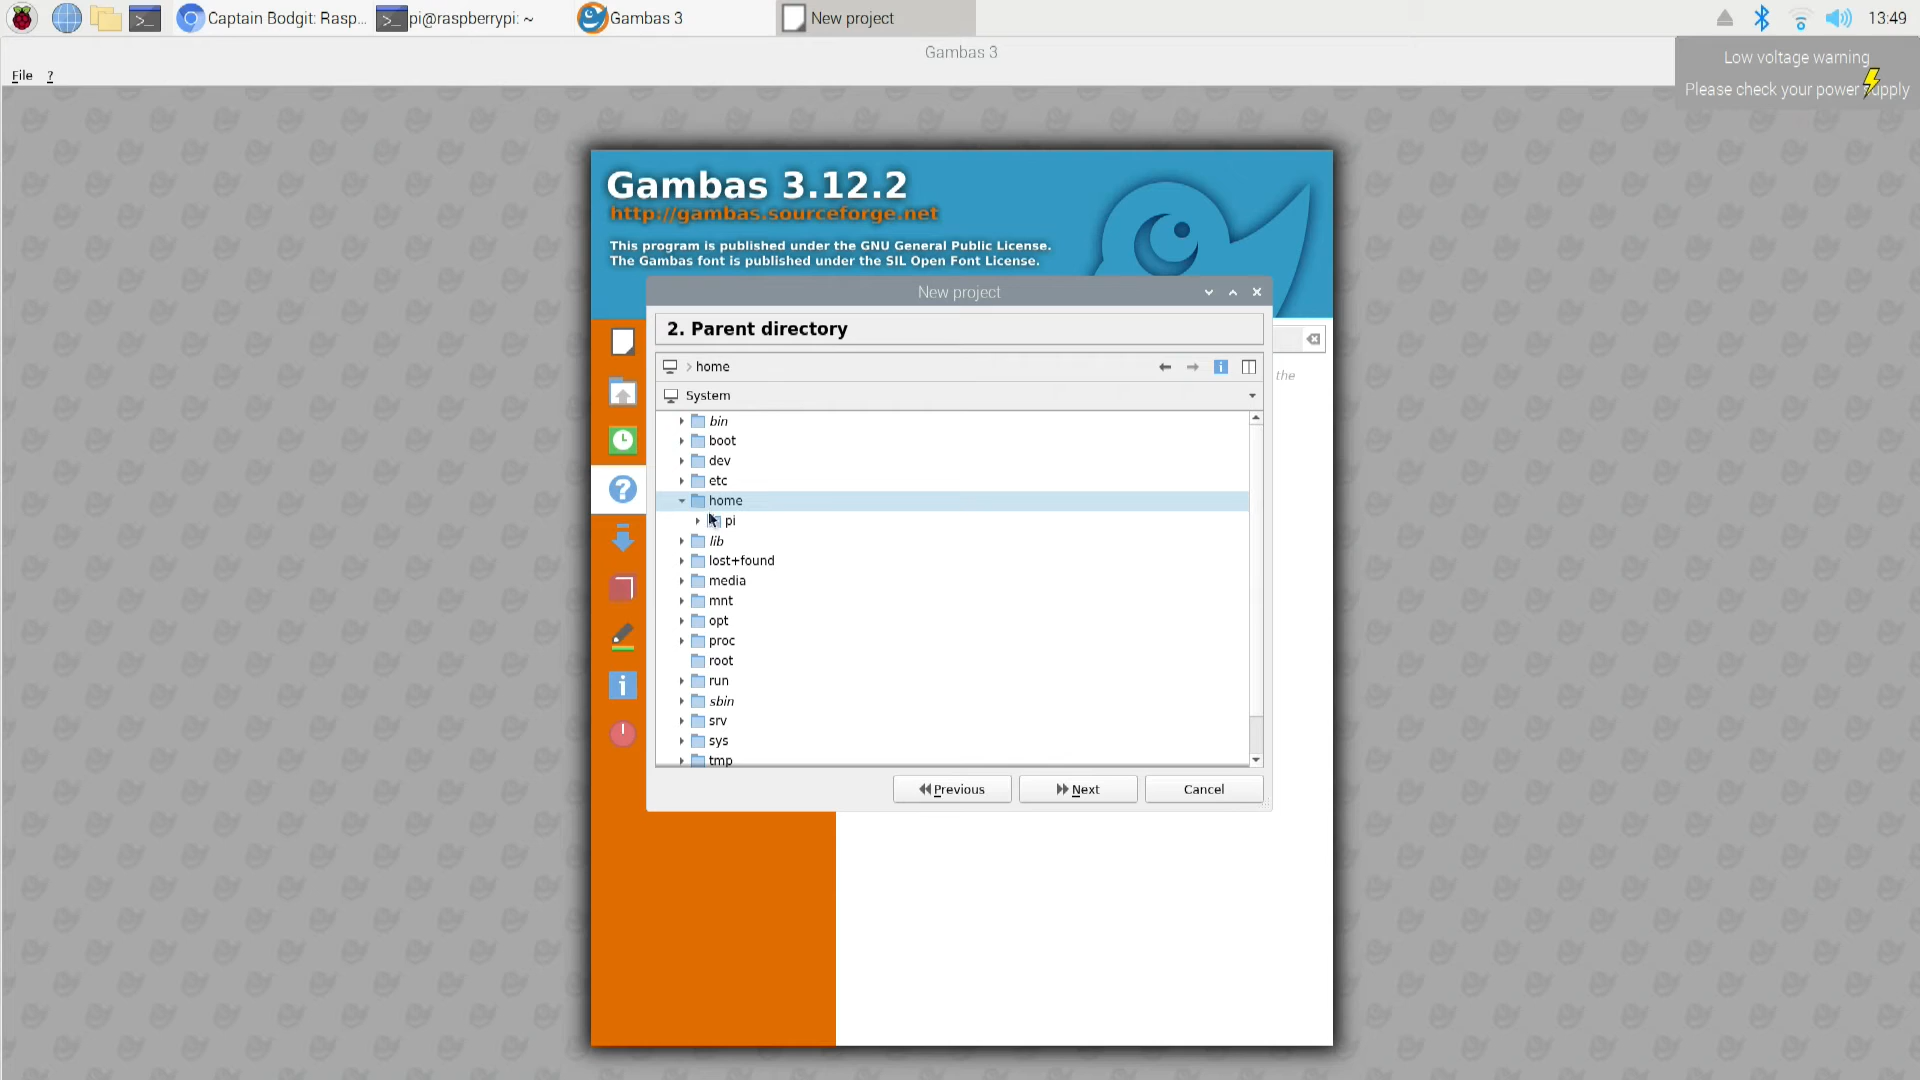 Captain Bodgit: Rasp...
pi@raspberrypi: ~
Gambas 3
New project
13:49
Gambas 3
Low voltage warning
Please check your power supply
File
?
Gambas 3.12.2
http://gambas.sourceforge.net
This program is published under the GNU General Public License.
The Gambas font is published under the SIL Open Font License.
New project
2. Parent directory
home
the
System
bin
boot
dev
etc
home
pi
lib
lost+found
media
mnt
opt
proc
root
run
sbin
srv
sys
tmp
Previous
Next
Cancel